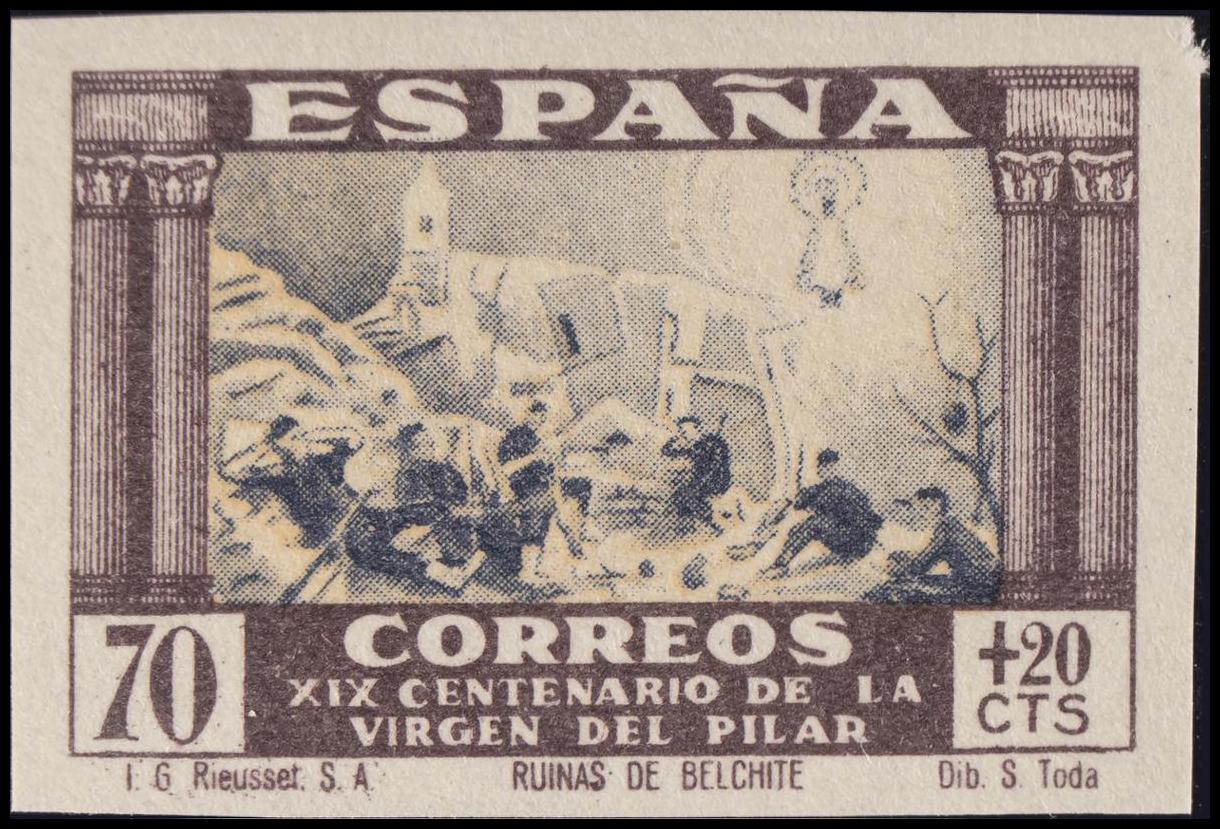 ESPAÑA
70
CORREOS
XIX CENTENARIO DE LA
VIRGEN DEL PILAR
+20
CTS
I. G Rieusset. S. A.
RUINAS DE BELCHITE
Dib. S. Toda